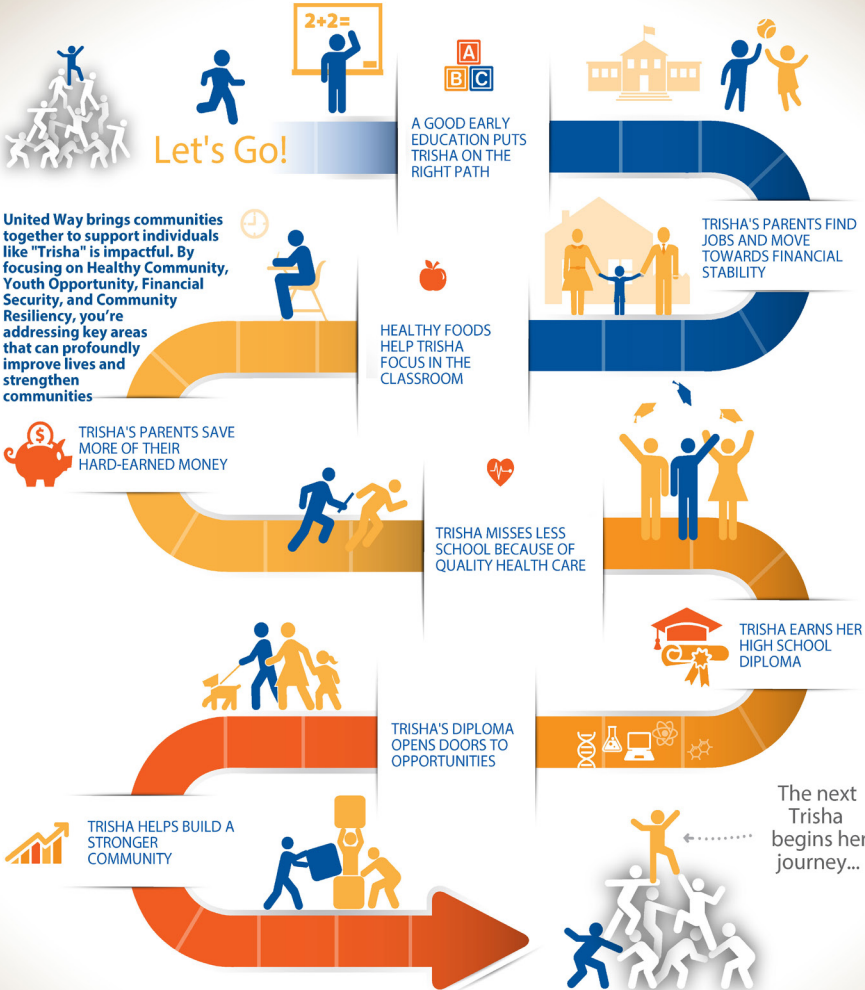 2+2=
A
B C
Let's Go!
A GOOD EARLY
EDUCATION PUTS
TRISHA ON THE
RIGHT PATH
United Way brings communities
together to support individuals
like "Trisha" is impactful. By
focusing on Healthy Community,
Youth Opportunity, Financial
Security, and Community
Resiliency, you're
addressing key areas
that can profoundly
improve lives and
strengthen
communities
TRISHA'S PARENTS FIND
JOBS AND MOVE
TOWARDS FINANCIAL
STABILITY
HEALTHY FOODS
HELP TRISHA
FOCUS IN THE
CLASSROOM
$
TRISHA'S PARENTS SAVE
MORE OF THEIR
HARD-EARNED MONEY
TRISHA MISSES LESS
SCHOOL BECAUSE OF
QUALITY HEALTH CARE
TRISHA EARNS HER
HIGH SCHOOL
DIPLOMA
TRISHA'S DIPLOMA
OPENS DOORS TO
OPPORTUNITIES
TRISHA HELPS BUILD A
STRONGER
COMMUNITY
The next
Trisha
begins her
journey...